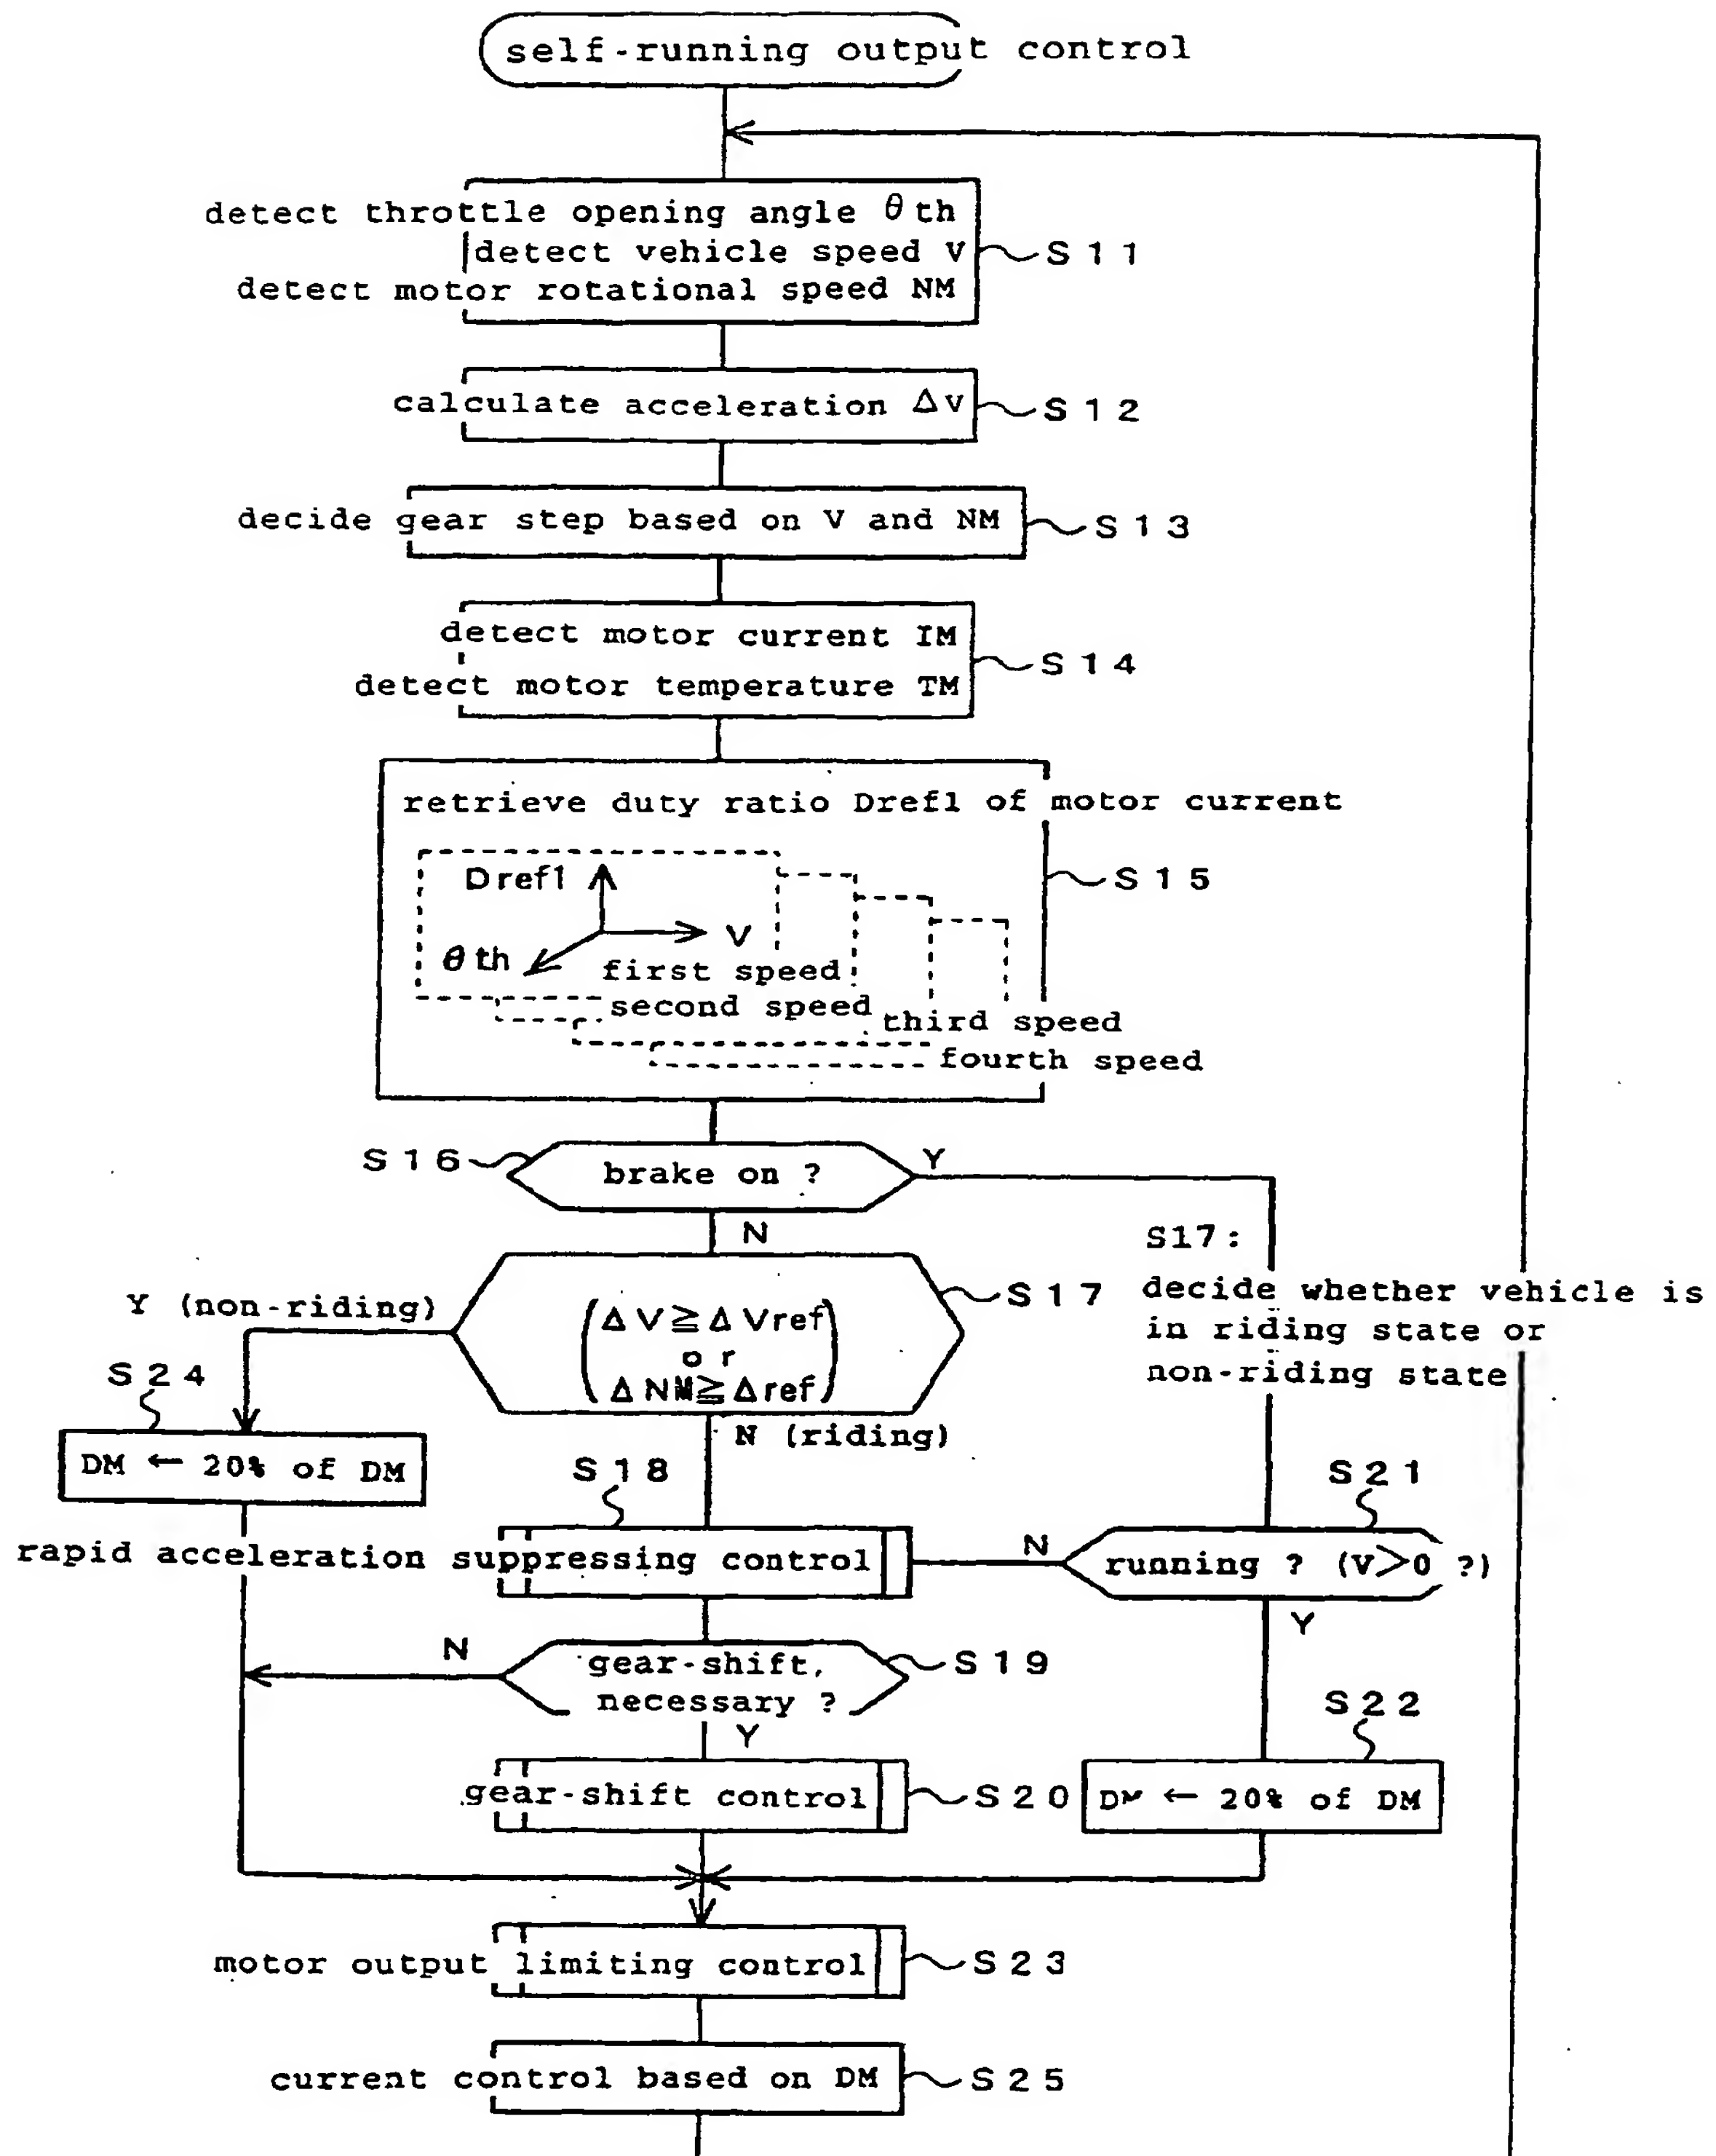 self-running output control
detect throttle opening angle θth
detect vehicle speed V
detect motor rotational speed NM
S11
calculate acceleration ΔV
S12
decide gear step based on V and NM
S13
detect motor current IM
detect motor temperature TM
S14
retrieve duty ratio Dref1 of motor current
Dref1
V
θth
first speed
second speed
third speed
fourth speed
S15
S16
brake on ?
Y
N
S17:
decide whether vehicle is
in riding state or
non-riding state
S17
Y (non-riding)
ΔV≧ΔVref
or
ΔNM≧Δref
N (riding)
S24
DM ← 20% of DM
S18
rapid acceleration suppressing control
S21
running ? (V>0 ?)
N
Y
N
gear-shift,
necessary ?
S19
Y
S22
gear-shift control
S20
DM ← 20% of DM
motor output limiting control
S23
current control based on DM
S25